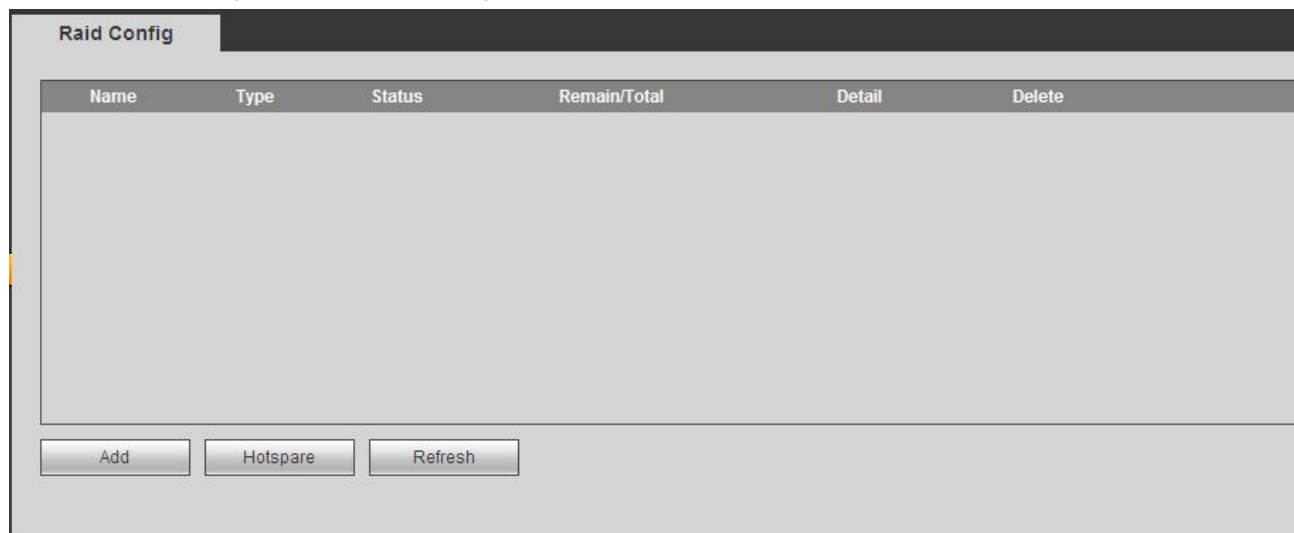 Raid Config
Name Type Status Remain/Total Detail Delete
Add Hotspare Refresh